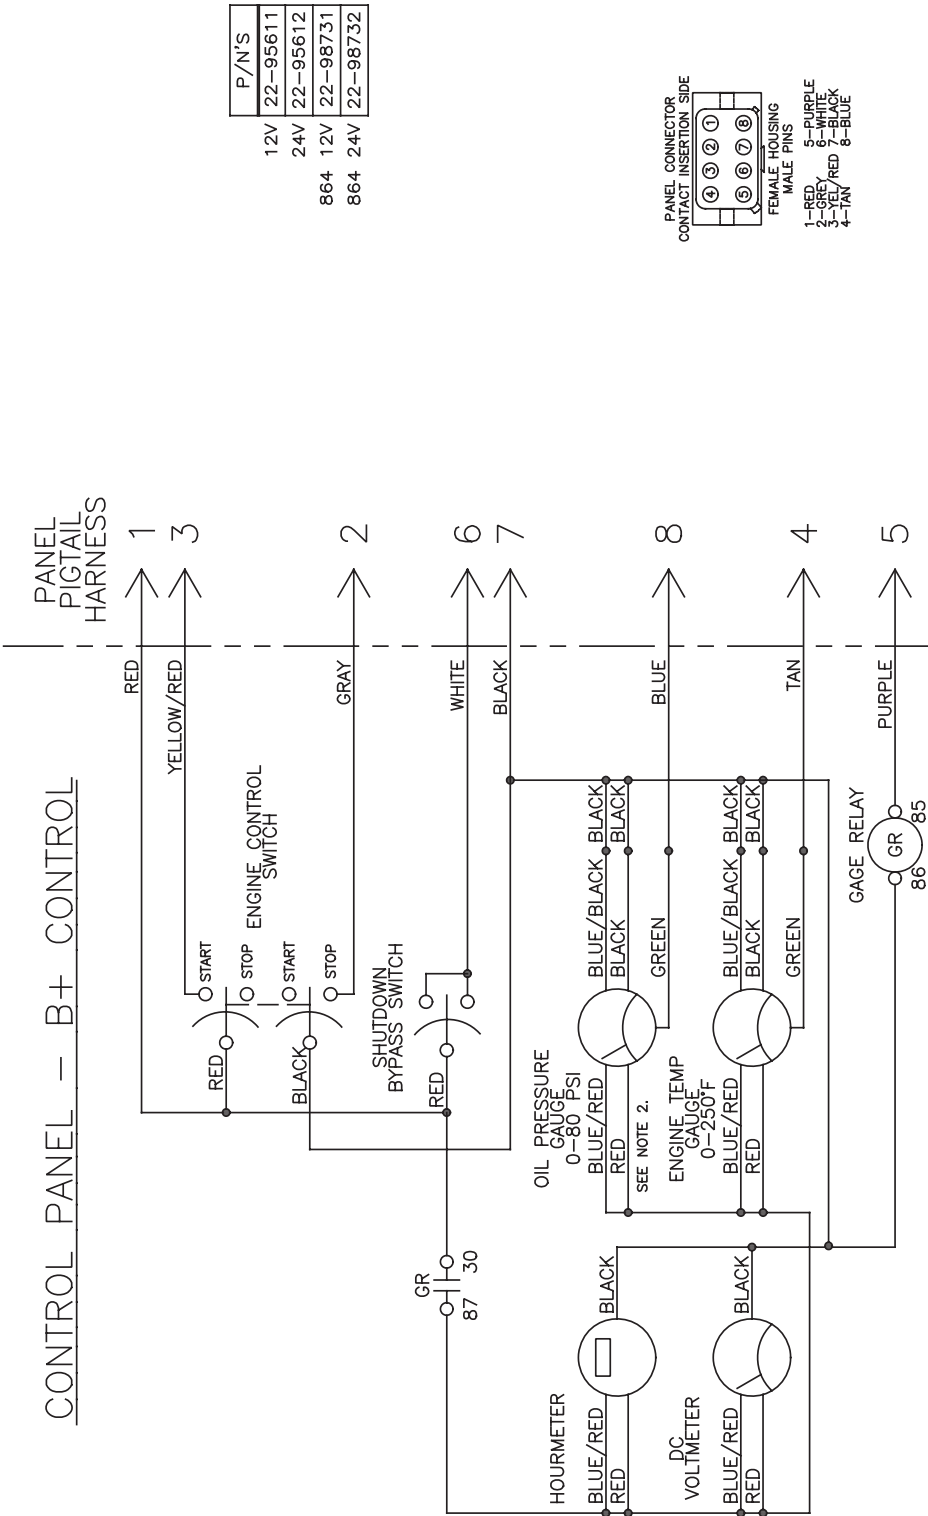 CONTROL PANEL – B+ CONTROL
PANEL
PIGTAIL
HARNESS
RED
1
YELLOW/RED
3
GRAY
2
WHITE
6
BLACK
7
BLUE
8
TAN
4
PURPLE
5
START
STOP
START
STOP
ENGINE CONTROL
SWITCH
RED
BLACK
SHUTDOWN
BYPASS SWITCH
RED
GR
87
30
OIL PRESSURE
GAUGE
0–80 PSI
BLUE/RED
RED
SEE NOTE 2.
BLUE/BLACK
BLACK
BLACK
BLACK
GREEN
ENGINE TEMP
GAUGE
0–250°F
BLUE/RED
RED
BLUE/BLACK
BLACK
BLACK
BLACK
GREEN
GAGE RELAY
GR
86
85
HOURMETER
BLUE/RED
RED
BLACK
DC
VOLTMETER
BLUE/RED
RED
BLACK
P/N'S
12V 22–95611
24V 22–95612
864 12V 22–98731
864 24V 22–98732
PANEL CONNECTOR
CONTACT INSERTION SIDE
4 3 2 1
5 6 7 8
FEMALE HOUSING
MALE PINS
1–RED 5–PURPLE
2–GREY 6–WHITE
3–YEL/RED 7–BLACK
4–TAN 8–BLUE